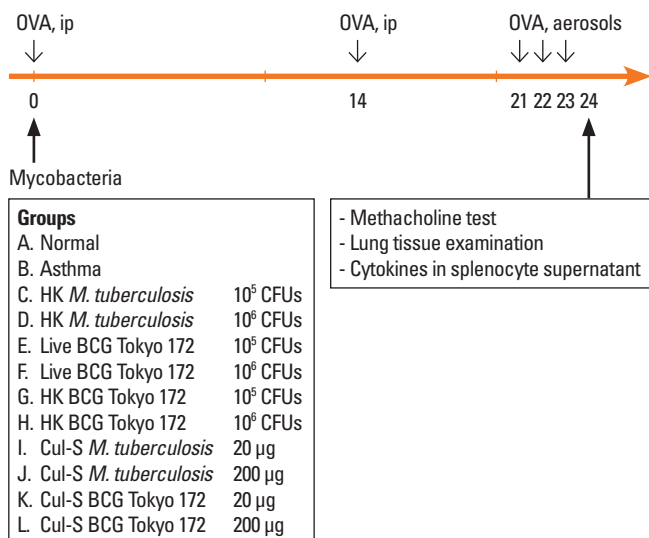 OVA, ip OVA, ip OVA, aerosols
0 14 21 22 23 24
Mycobacteria
Groups
A. Normal
B. Asthma
C. HK M. tuberculosis 10⁵ CFUs
D. HK M. tuberculosis 10⁶ CFUs
E. Live BCG Tokyo 172 10⁵ CFUs
F. Live BCG Tokyo 172 10⁶ CFUs
G. HK BCG Tokyo 172 10⁵ CFUs
H. HK BCG Tokyo 172 10⁶ CFUs
I. Cul-S M. tuberculosis 20 μg
J. Cul-S M. tuberculosis 200 μg
K. Cul-S BCG Tokyo 172 20 μg
L. Cul-S BCG Tokyo 172 200 μg
- Methacholine test
- Lung tissue examination
- Cytokines in splenocyte supernatant